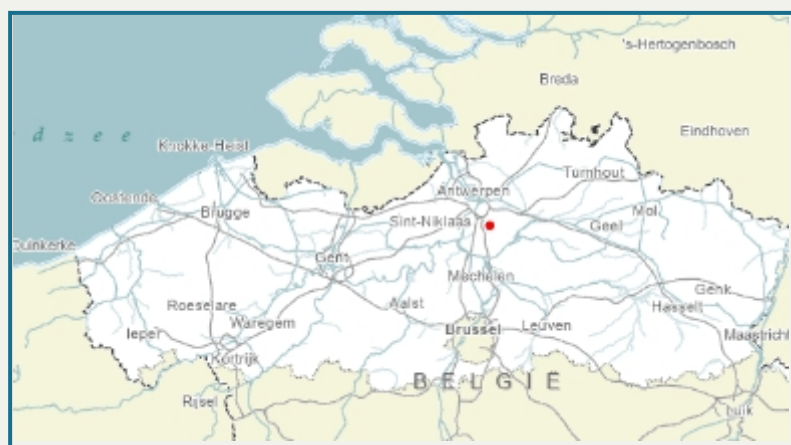 's-Hertogenbosch
Breda
d z e e
Eindhoven
Knokke-Heist
Turnhout
Antwerpen
Oostende
Mol
Brugge
Sint-Niklaas
Geel
Duinkerke
Gent
Mechelen
Genk
Roeselare
Aalst
Hasselt
Waregem
Ieper
Brussel
Leuven
Maastricht
Kortrijk
BELGIË
Rijsel
Luik